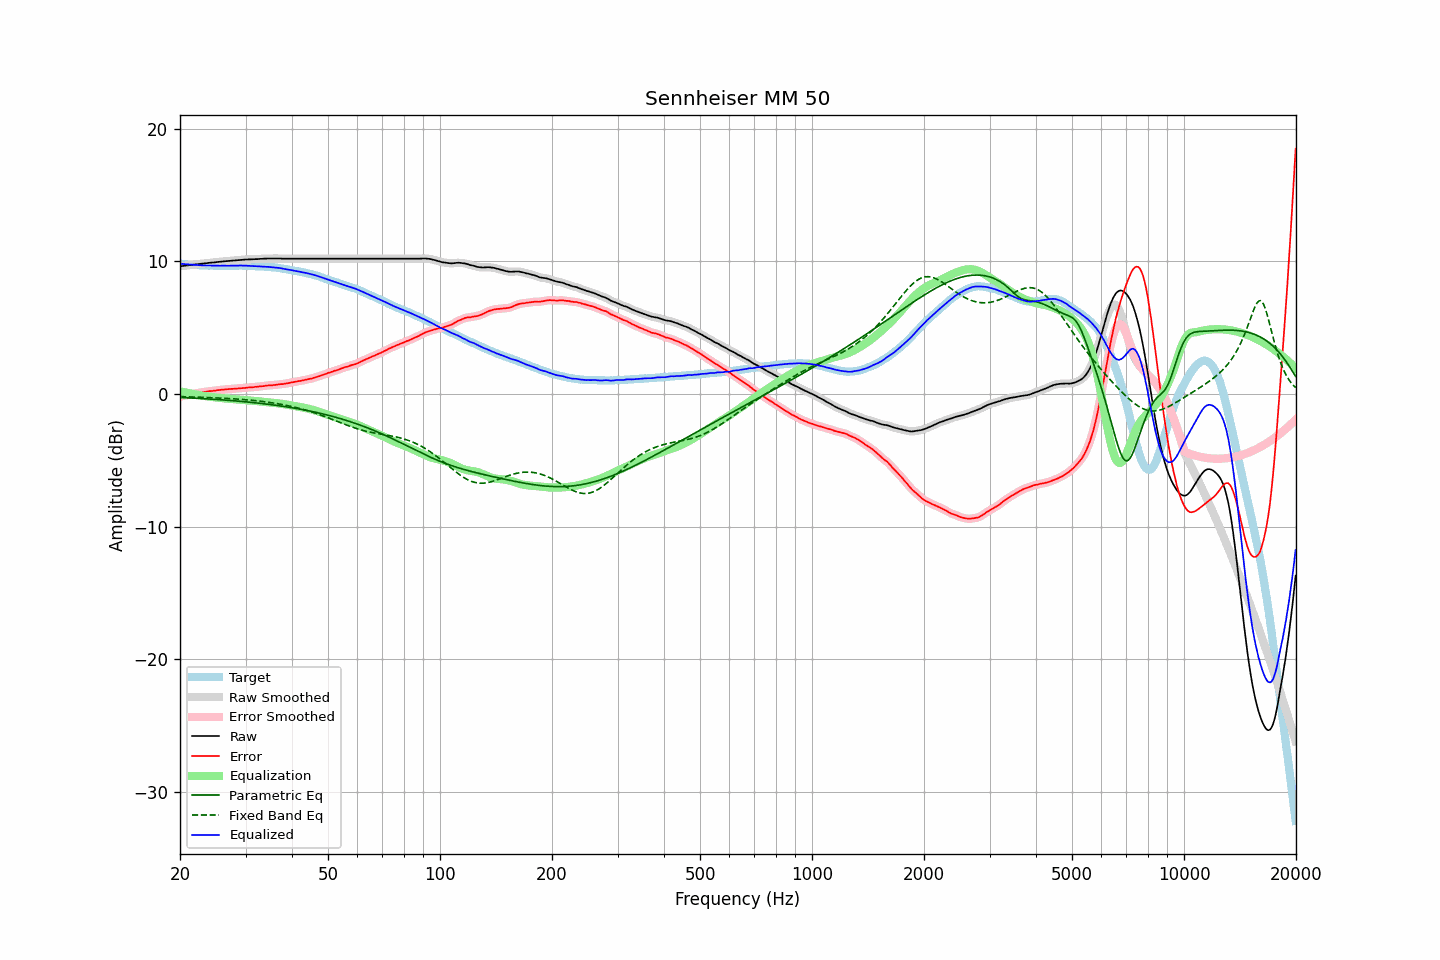 Sennheiser MM 50
Amplitude (dBr)
20
10
0
−10
−20
−30
Target
Raw Smoothed
Error Smoothed
Raw
Error
Equalization
Parametric Eq
Fixed Band Eq
Equalized
20 50 100 200 500 1000 2000 5000 10000 20000
Frequency (Hz)